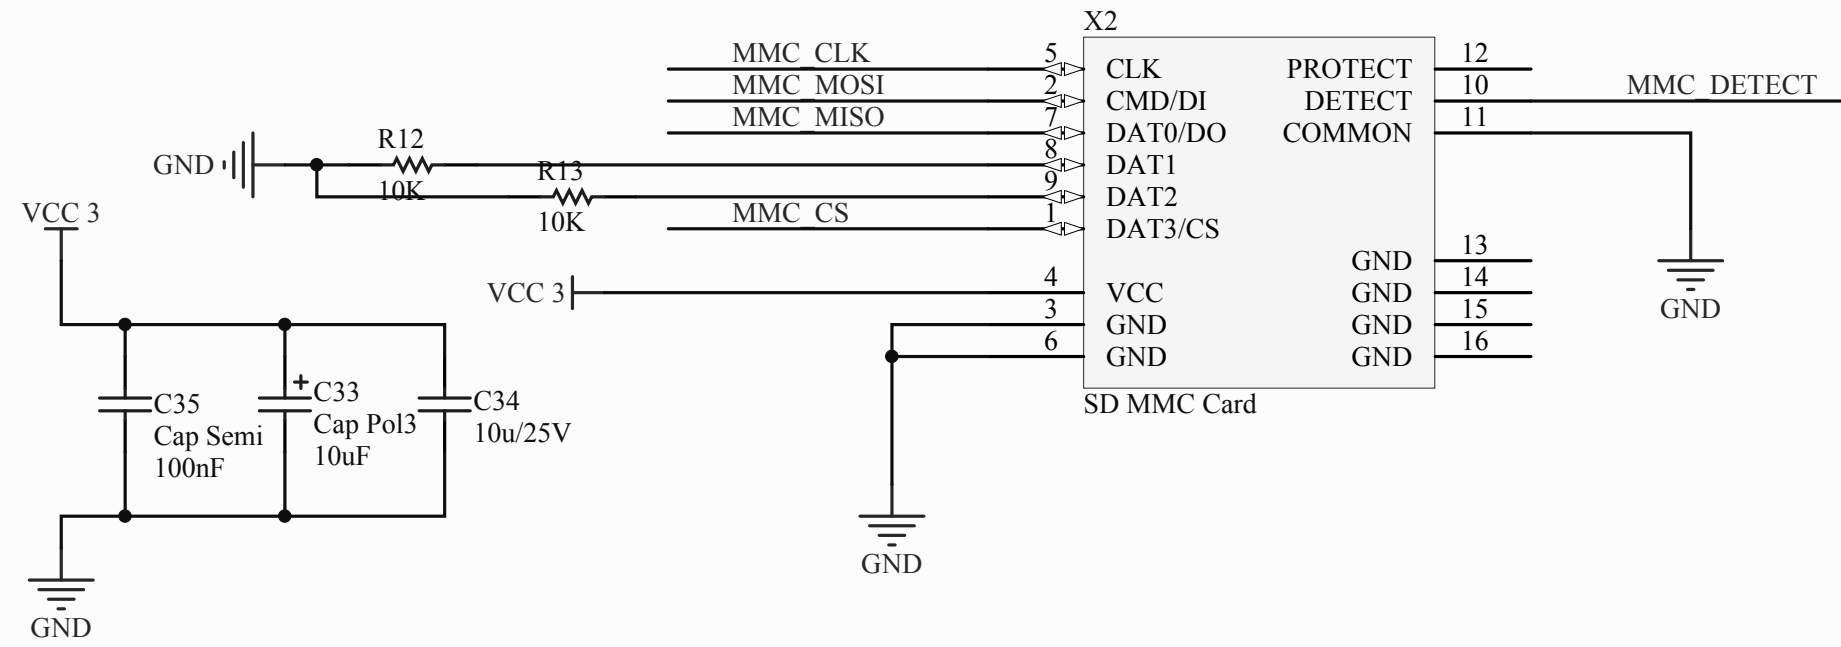 X2
MMC_CLK
5
CLK
PROTECT
12
MMC_MOSI
2
CMD/DI
DETECT
10
MMC_DETECT
MMC_MISO
7
DAT0/DO
COMMON
11
R12
GND
10K
8
DAT1
R13
10K
9
DAT2
MMC_CS
1
DAT3/CS
VCC 3
GND
13
VCC 3
4
VCC
GND
14
GND
3
GND
GND
15
6
GND
GND
16
SD MMC Card
C35
Cap Semi
100nF
+
C33
Cap Pol3
10uF
C34
10u/25V
GND
GND